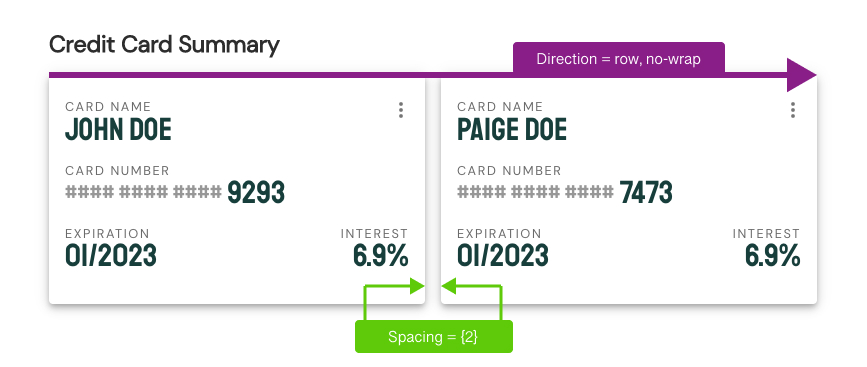 Credit Card Summary
Direction = row, no-wrap
CARD NAME
JOHN DOE
CARD NUMBER
#### #### #### 9293
EXPIRATION
01/2023
INTEREST
6.9%
CARD NAME
PAIGE DOE
CARD NUMBER
#### #### #### 7473
EXPIRATION
01/2023
INTEREST
6.9%
Spacing = {2}